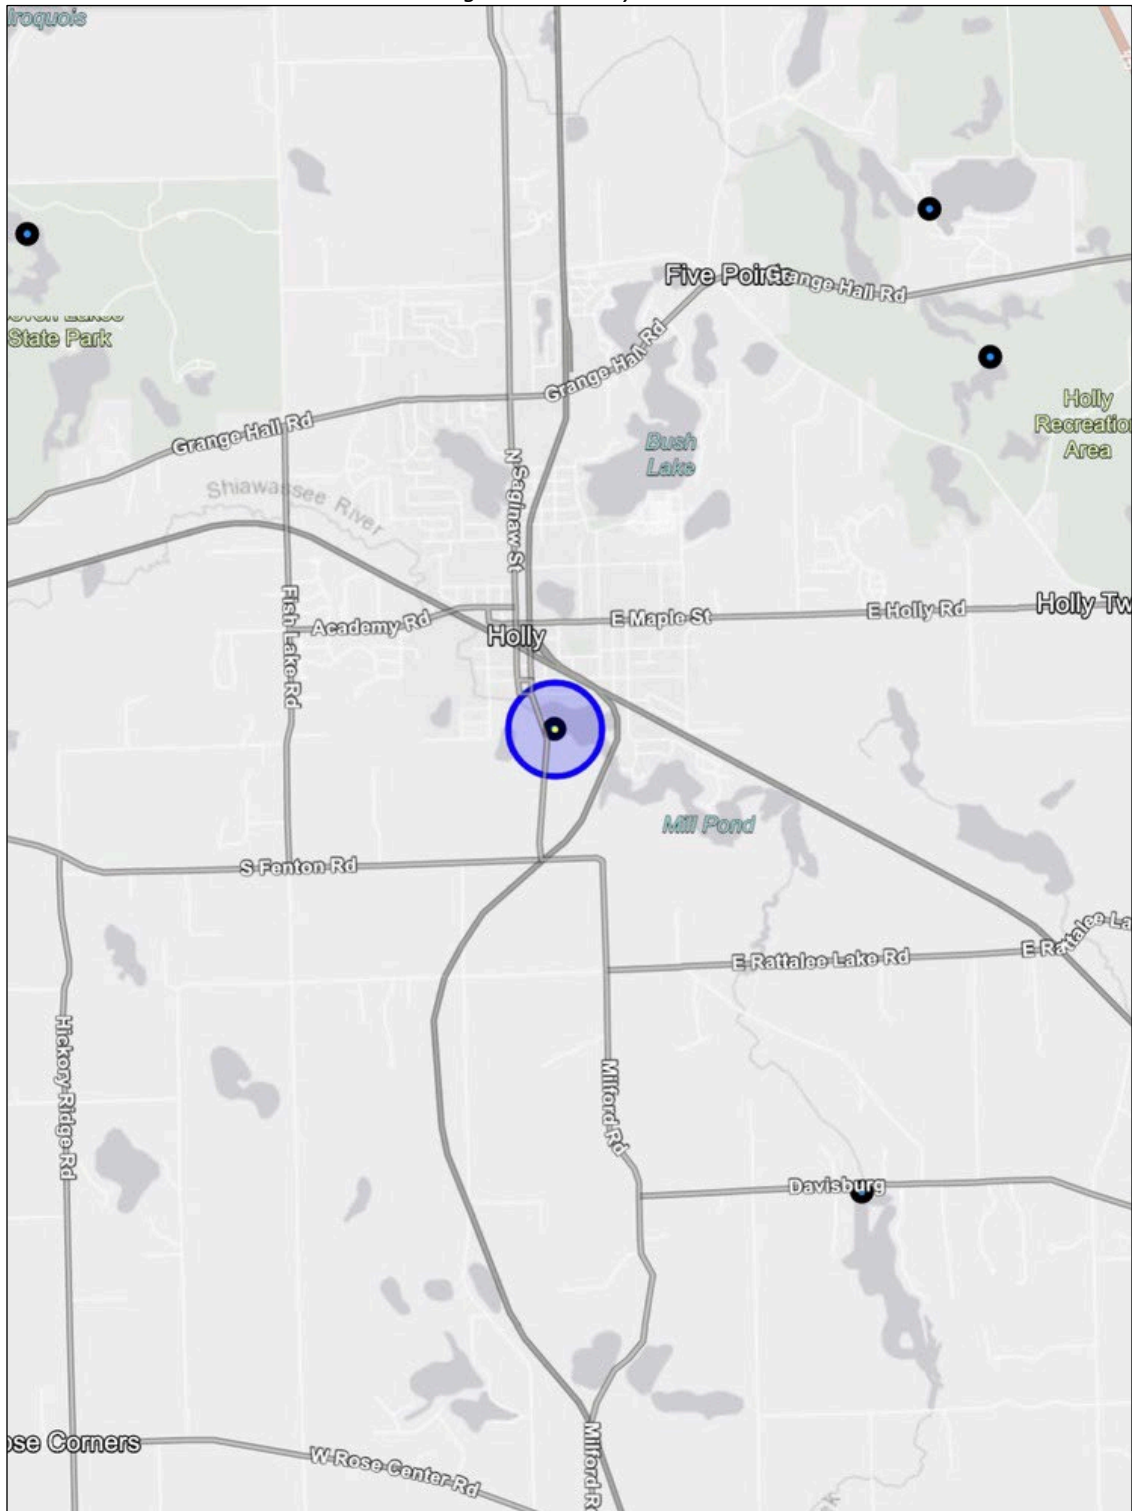 Iroquois
Five Points
Grange Hall Rd
State Park
Grange Hall Rd
Holly
Recreation
Area
Grange Hall Rd
Bush
Lake
N Saginaw St
Shiawassee River
Fish Lake Rd
Academy Rd
E Maple St
E Holly Rd
Holly Tw
Holly
Mill Pond
S Fenton Rd
E Rattalee La
E Rattalee Lake Rd
Hickory Ridge Rd
Milford Rd
Davisburg
ose Corners
W Rose Center Rd
Milford R